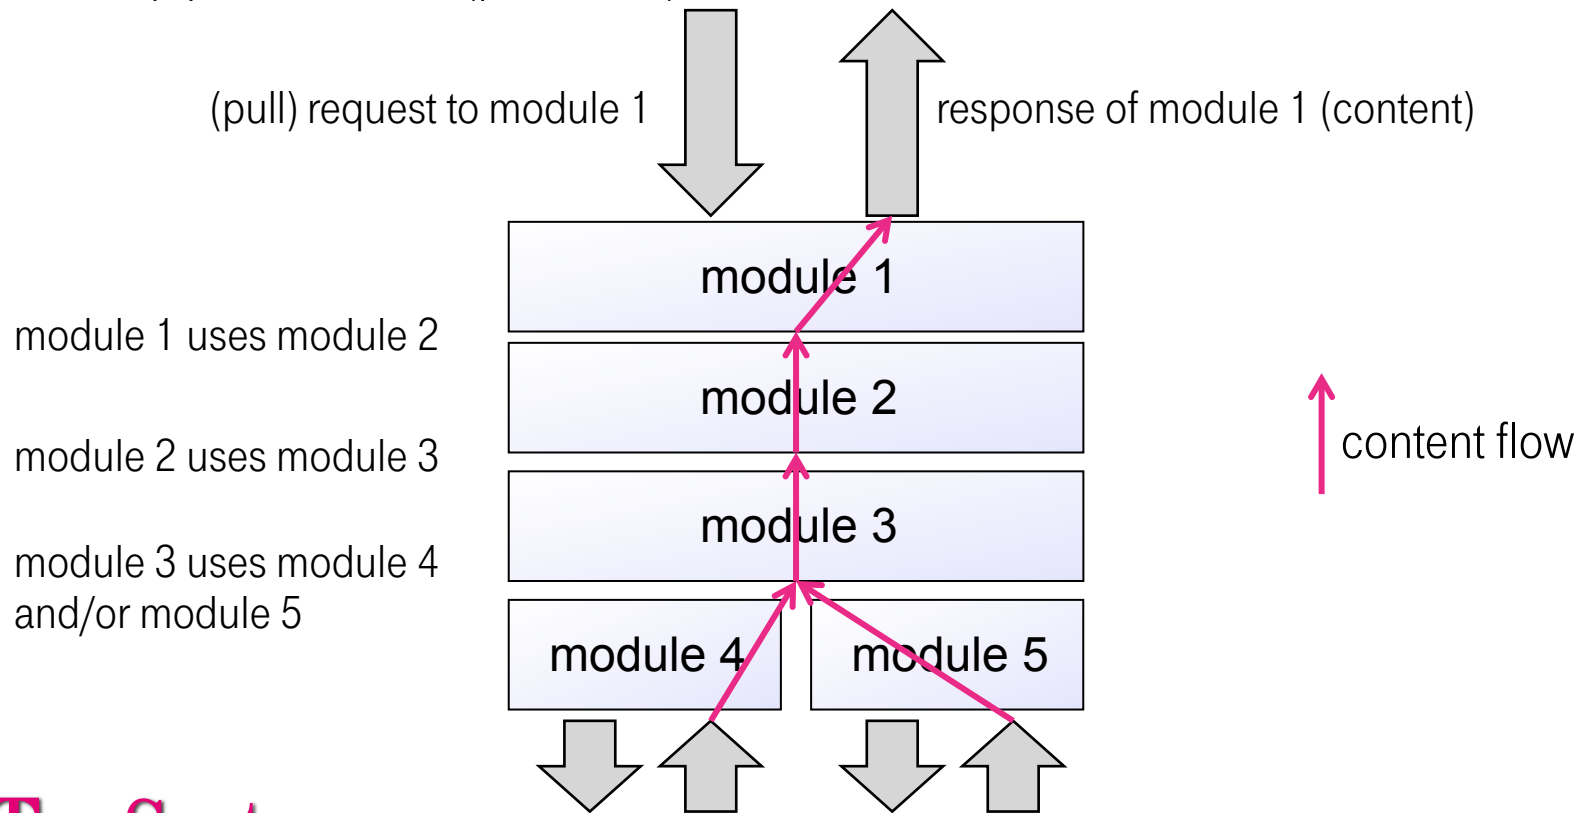 (pull) request to module 1
response of module 1 (content)
module 1
module 1 uses module 2
module 2
content flow
module 2 uses module 3
module 3
module 3 uses module 4
and/or module 5
module 4
module 5